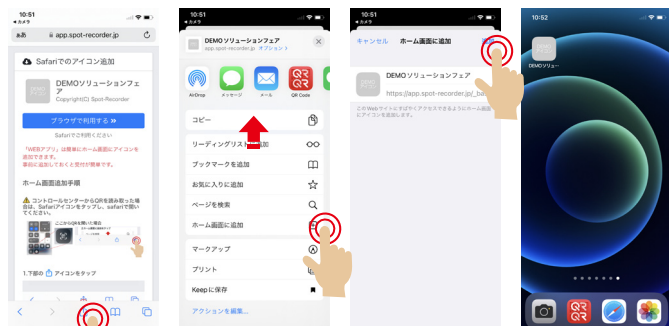 10:51
◀ カメラ
ああ
app.spot-recorder.jp
Safariでのアイコン追加
DEMOソリューションフェ
ア
Copyright(C) Spot-Recorder
ブラウザで利用する »
Safariでご利用ください
「WEBアプリ」は簡単にホーム画面にアイコンを
追加できます。
事前に追加しておくと受付が簡単です。
ホーム画面追加手順
コントロールセンターからQRを読み取った場
合は、Safariアイコンをタップし、safariで開い
てください。
ここからQRを開いた場合
1.下部の アイコンをタップ
10:51
◀ カメラ
DEMOソリューションフェア
app.spot-recorder.jp オプション >
AirDrop
メッセージ
メール
QR Code
コピー
リーディングリストに追加
ブックマークを追加
お気に入りに追加
ページを検索
ホーム画面に追加
マークアップ
プリント
Keepに保存
アクションを編集...
10:51
◀ カメラ
キャンセル
ホーム画面に追加
DEMOソリューションフェア
https://app.spot-recorder.jp/_ba
このWebサイトにすばやくアクセスできるようにホーム画面
にアイコンを追加します。
10:52
DEMOソリュ...